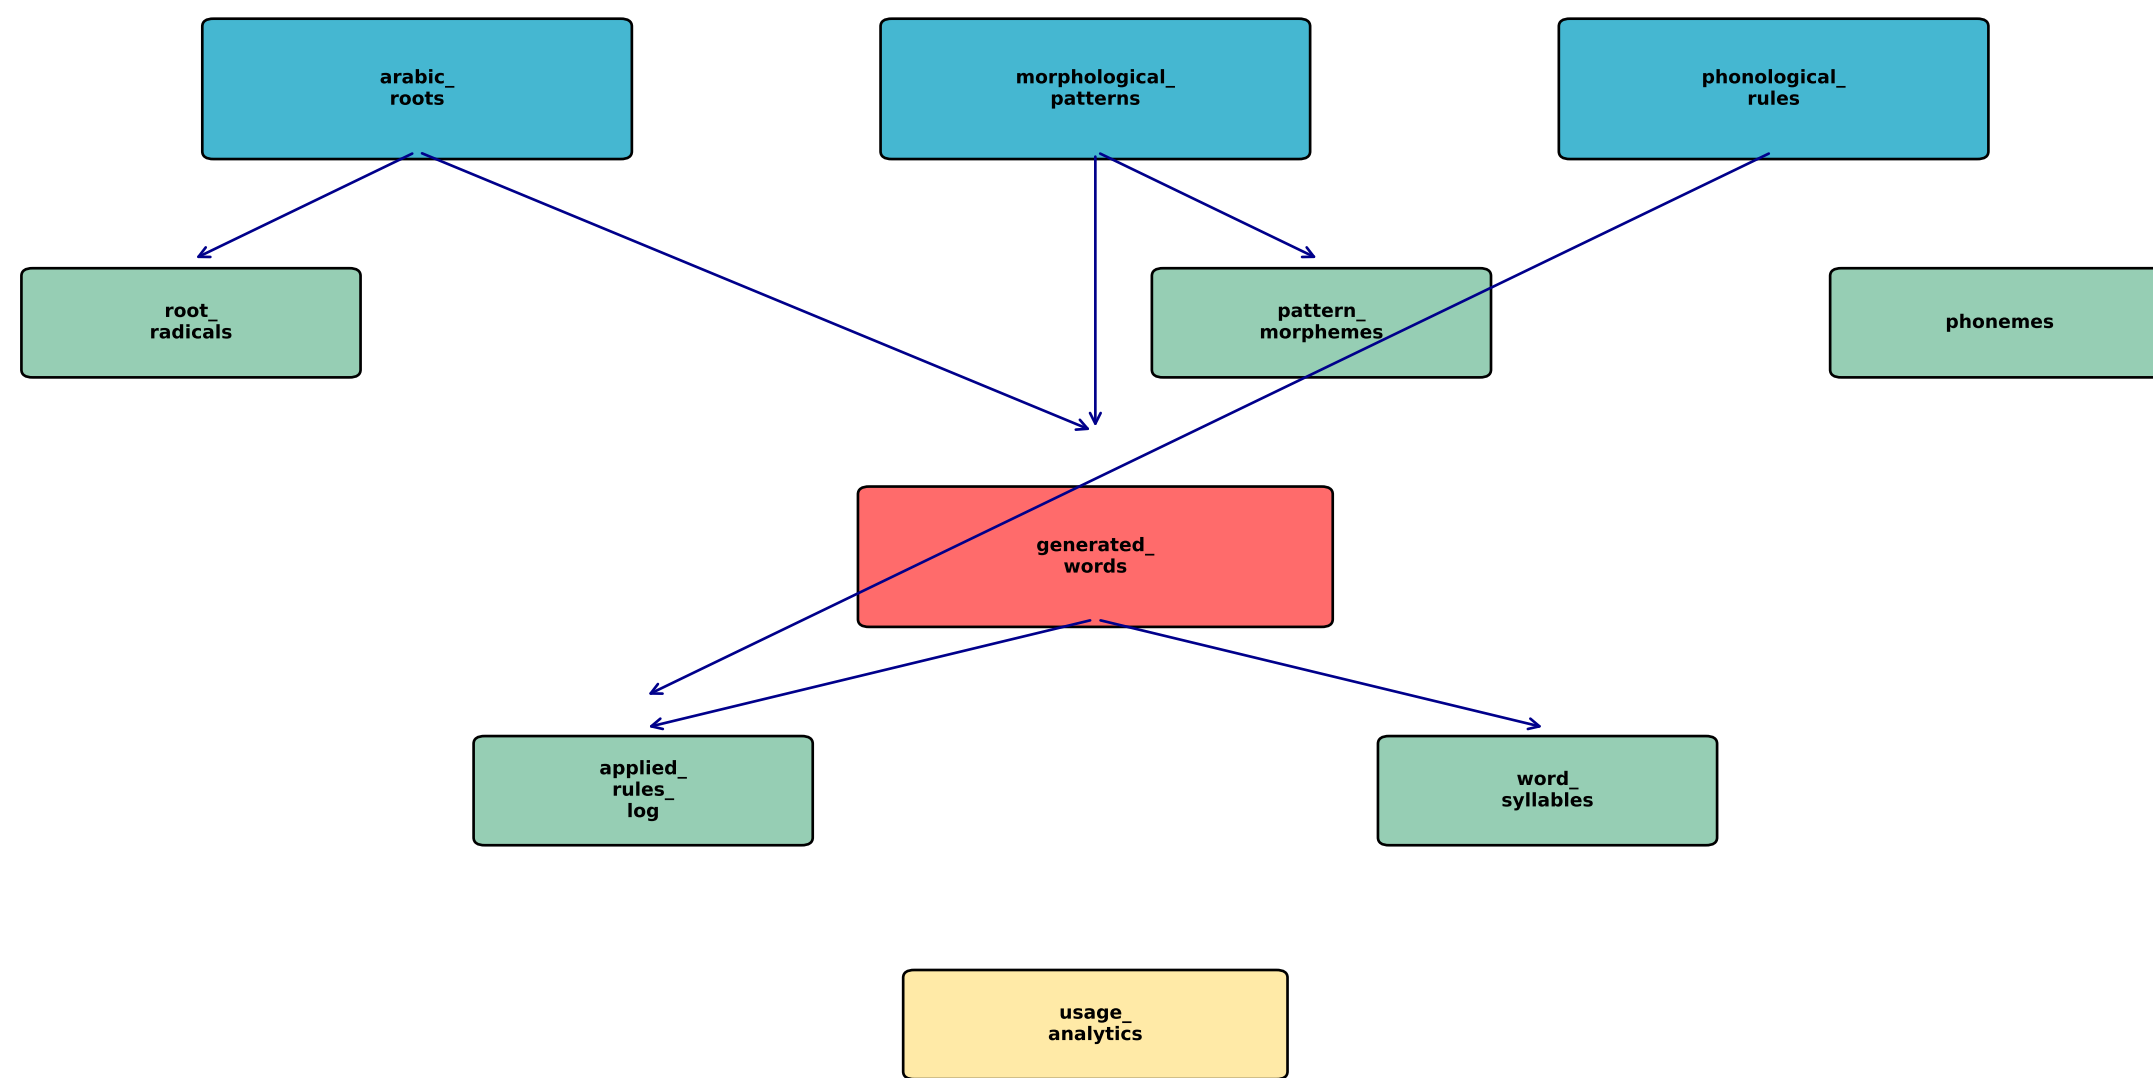 arabic_
roots
morphological_
patterns
phonological_
rules
root_
radicals
pattern_
morphemes
phonemes
generated_
words
applied_
rules_
log
word_
syllables
usage_
analytics